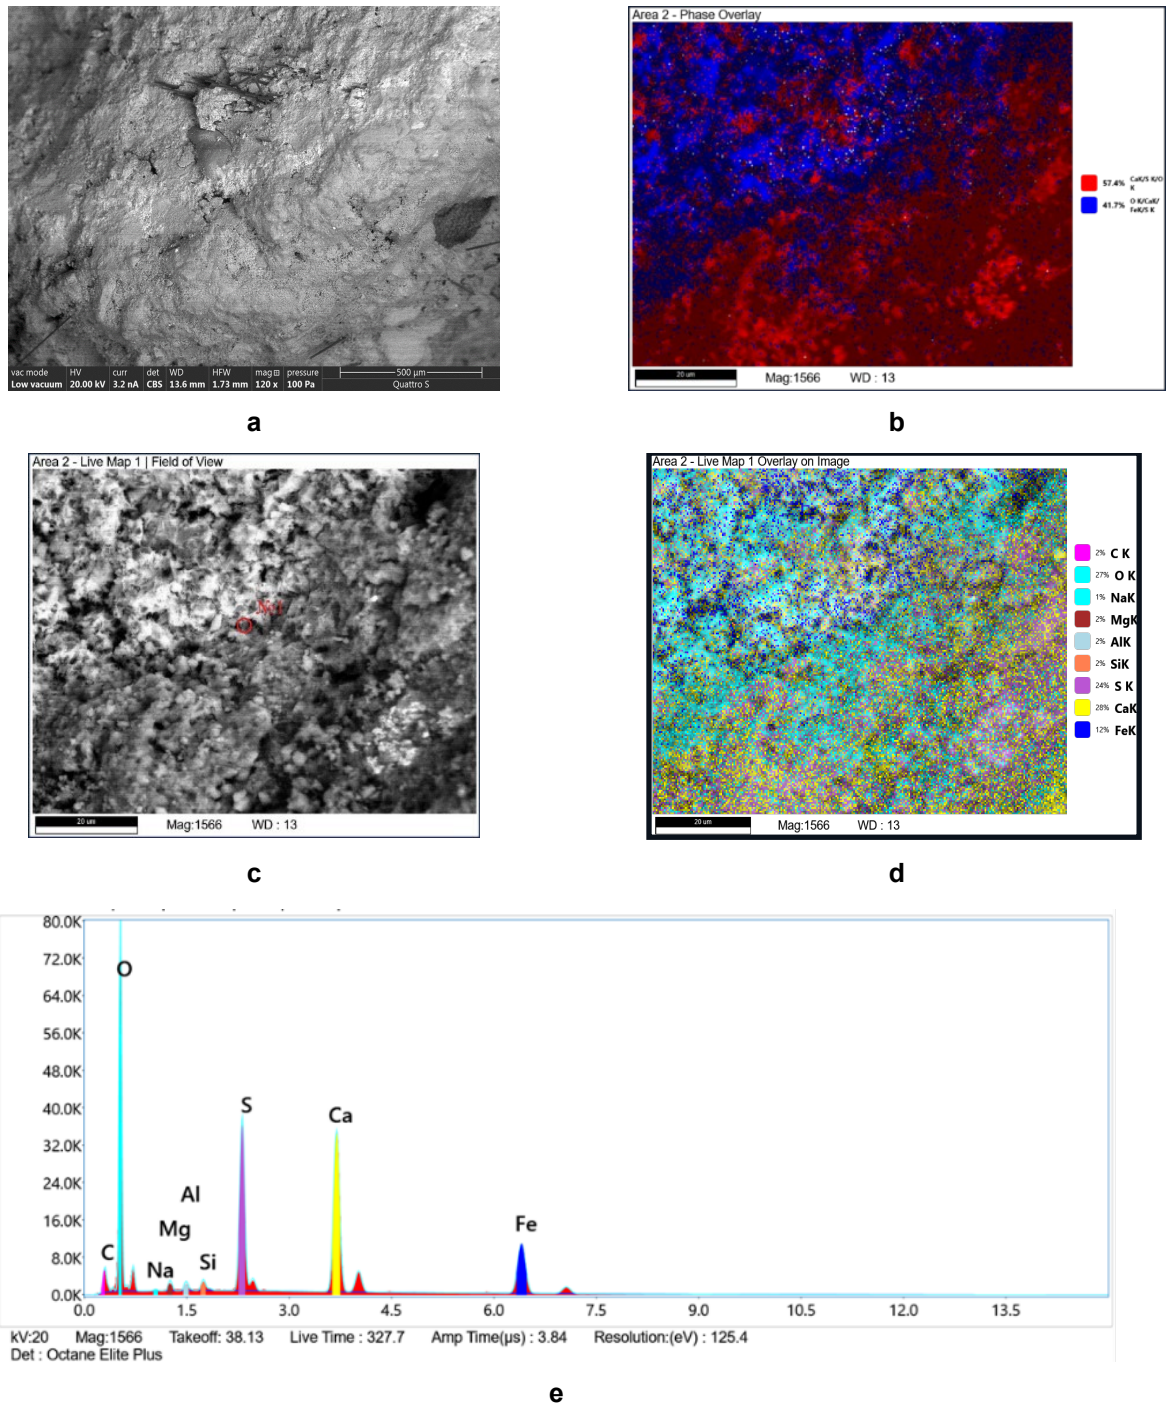 vac mode HV curr det WD HFW mag pressure 500 µm
Low vacuum 20.00 kV 3.2 nA CBS 13.6 mm 1.73 mm 120 x 100 Pa Quattro S
a
Area 2 - Phase Overlay
57.4% CaK/S K/O
K
41.7% O K/CaK/
FeK/S K
20 um Mag:1566 WD : 13
b
Area 2 - Live Map 1 | Field of View
20 um Mag:1566 WD : 13
c
Area 2 - Live Map 1 Overlay on Image
2% C K
27% O K
1% NaK
2% MgK
2% AlK
2% SiK
24% S K
28% CaK
12% FeK
20 um Mag:1566 WD : 13
d
80.0K
72.0K
O
64.0K
56.0K
48.0K
40.0K
S
Ca
32.0K
24.0K
Al
16.0K
Mg
Fe
8.0K
C
Na
Si
0.0K
0.0 1.5 3.0 4.5 6.0 7.5 9.0 10.5 12.0 13.5
kV:20 Mag:1566 Takeoff: 38.13 Live Time : 327.7 Amp Time(µs) : 3.84 Resolution:(eV) : 125.4
Det : Octane Elite Plus
e